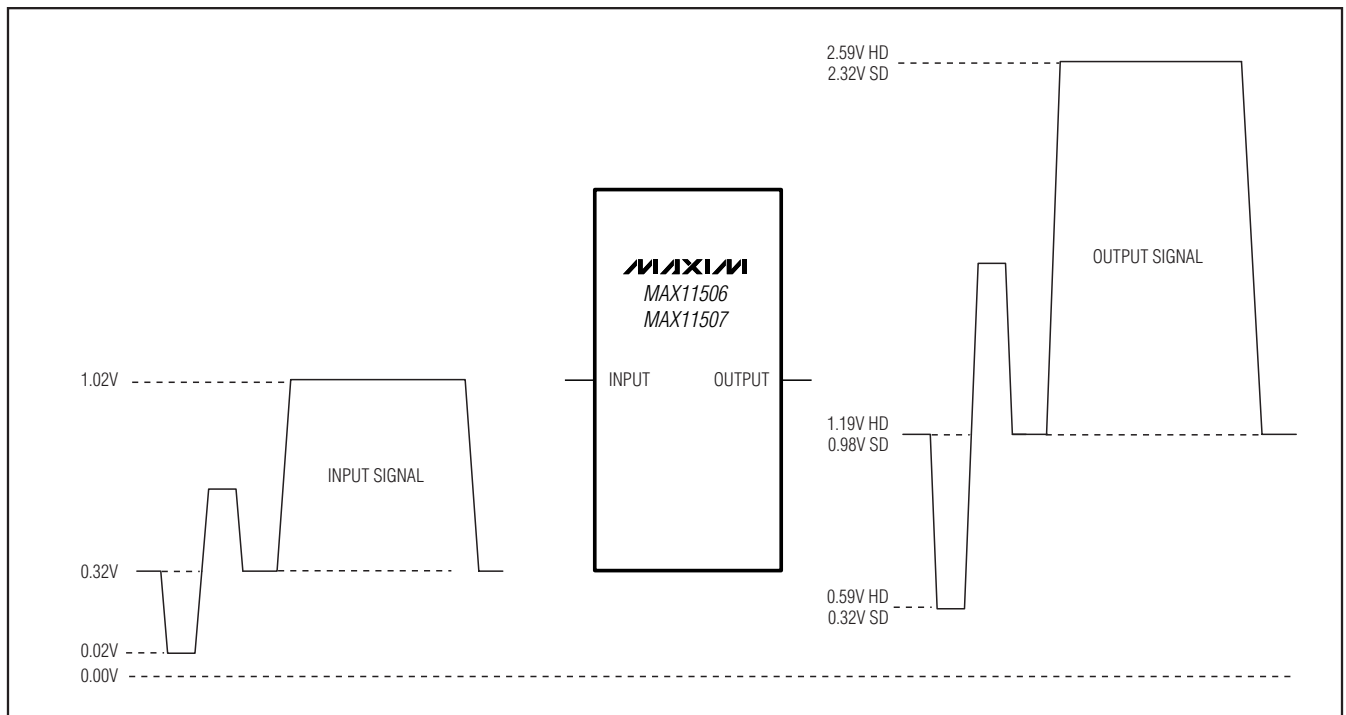 2.59V HD
2.32V SD
OUTPUT SIGNAL
MAXIM
MAX11506
MAX11507
1.02V
INPUT OUTPUT
1.19V HD
0.98V SD
INPUT SIGNAL
0.32V
0.59V HD
0.32V SD
0.02V
0.00V